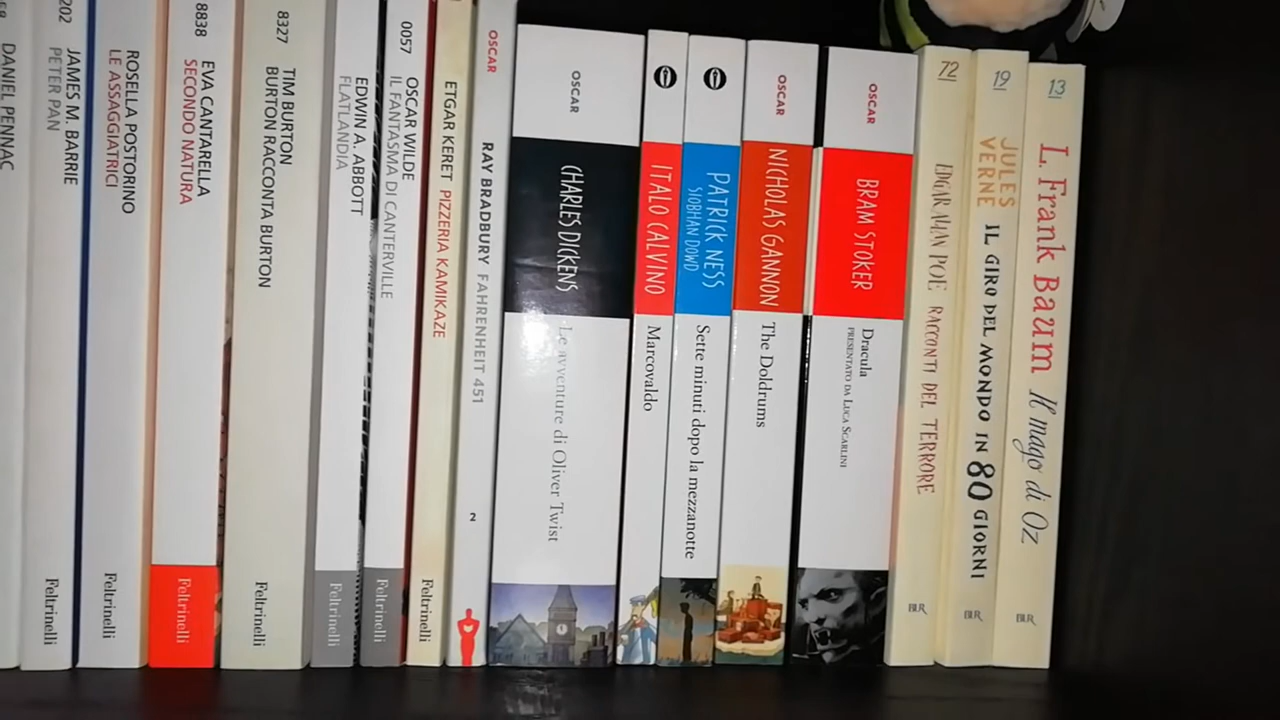 DANIEL PENNAC
202
JAMES M. BARRIE
PETER PAN
Feltrinelli
ROSELLA POSTORINO
LE ASSAGGIATRICI
Feltrinelli
8838
EVA CANTARELLA
SECONDO NATURA
Feltrinelli
8327
TIM BURTON
BURTON RACCONTA BURTON
Feltrinelli
EDWIN A. ABBOTT
FLATLANDIA
Feltrinelli
0057
OSCAR WILDE
IL FANTASMA DI CANTERVILLE
Feltrinelli
ETGAR KERET PIZZERIA KAMIKAZE
Feltrinelli
OSCAR
RAY BRADBURY FAHRENHEIT 451
2
OSCAR
CHARLES DICKENS
Le avventure di Oliver Twist
ITALO CALVINO
Marcovaldo
PATRICK NESS
SIOBHAN DOWD
Sette minuti dopo la mezzanotte
OSCAR
NICHOLAS GANNON
The Doldrums
OSCAR
BRAM STOKER
Dracula
PRESENTATO DA LUCA SCARLINI
72
EDGAR ALLAN POE RACCONTI DEL TERRORE
BUR
19
JULES
VERNE
IL GIRO DEL MONDO IN 80 GIORNI
BUR
13
L. Frank Baum Il mago di Oz
BUR